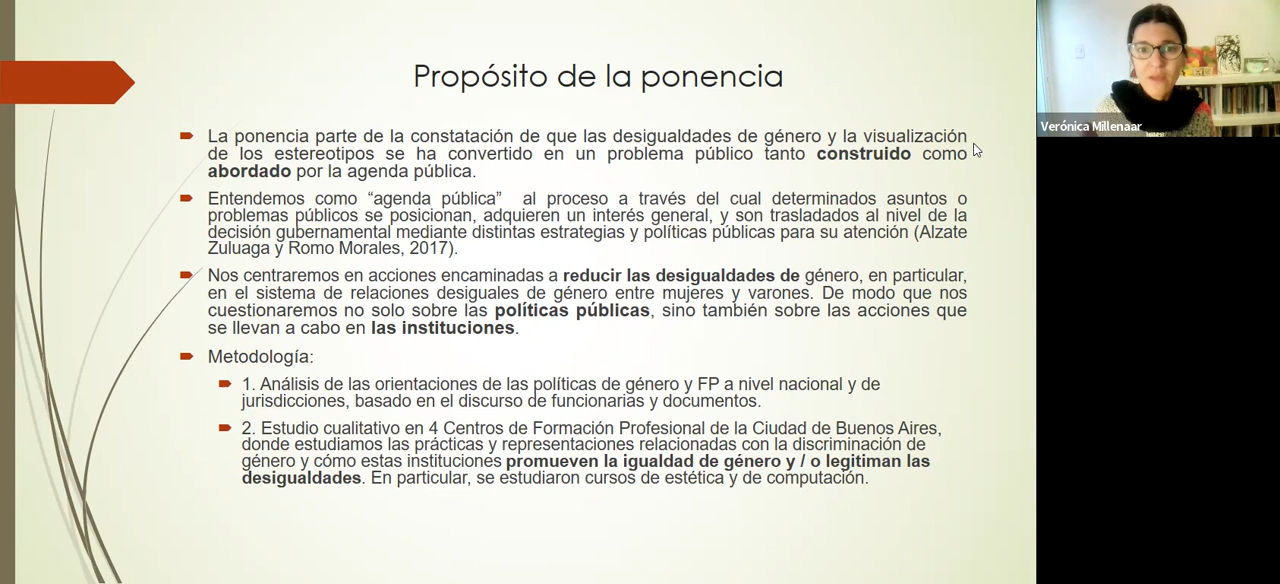 Propósito de la ponencia
La ponencia parte de la constatación de que las desigualdades de género y la visualización
de los estereotipos se ha convertido en un problema público tanto construido como
abordado por la agenda pública.
Entendemos como “agenda pública” al proceso a través del cual determinados asuntos o
problemas públicos se posicionan, adquieren un interés general, y son trasladados al nivel de la
decisión gubernamental mediante distintas estrategias y políticas públicas para su atención (Alzate
Zuluaga y Romo Morales, 2017).
Nos centraremos en acciones encaminadas a reducir las desigualdades de género, en particular,
en el sistema de relaciones desiguales de género entre mujeres y varones. De modo que nos
cuestionaremos no solo sobre las políticas públicas, sino también sobre las acciones que
se llevan a cabo en las instituciones.
Metodología:
1. Análisis de las orientaciones de las políticas de género y FP a nivel nacional y de
jurisdicciones, basado en el discurso de funcionarias y documentos.
2. Estudio cualitativo en 4 Centros de Formación Profesional de la Ciudad de Buenos Aires,
donde estudiamos las prácticas y representaciones relacionadas con la discriminación de
género y cómo estas instituciones promueven la igualdad de género y / o legitiman las
desigualdades. En particular, se estudiaron cursos de estética y de computación.
Verónica Millenaar